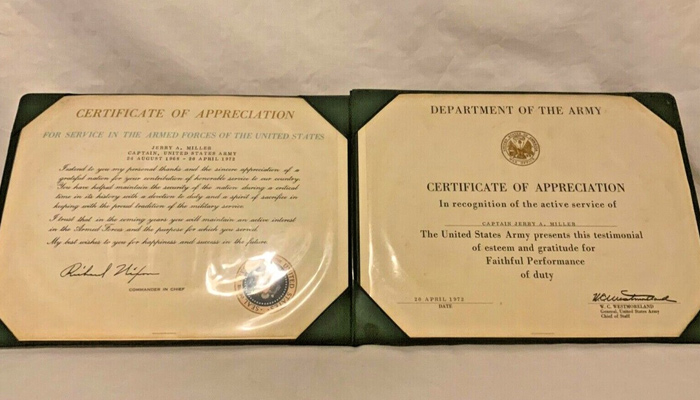 CERTIFICATE OF APPRECIATION
FOR SERVICE IN THE ARMED FORCES OF THE UNITED STATES
JERRY A. MILLER
CAPTAIN, UNITED STATES ARMY
24 AUGUST 1969 - 28 APRIL 1972
I extend to you my personal thanks and the sincere appreciation of a
grateful nation for your contribution of honorable service to our country.
You have helped maintain the security of the nation during a critical
time in its history with a devotion to duty and a spirit of sacrifice in
keeping with the proud tradition of the military service.
I trust that in the coming years you will maintain an active interest
in the Armed Forces and the purpose for which you served.
My best wishes to you for happiness and success in the future.
Richard Nixon
COMMANDER IN CHIEF
DEPARTMENT OF THE ARMY
CERTIFICATE OF APPRECIATION
In recognition of the active service of
CAPTAIN JERRY A. MILLER
The United States Army presents this testimonial
of esteem and gratitude for
Faithful Performance
of duty
28 APRIL 1972
DATE
W. C. Westmoreland
W. C. WESTMORELAND
General, United States Army
Chief of Staff